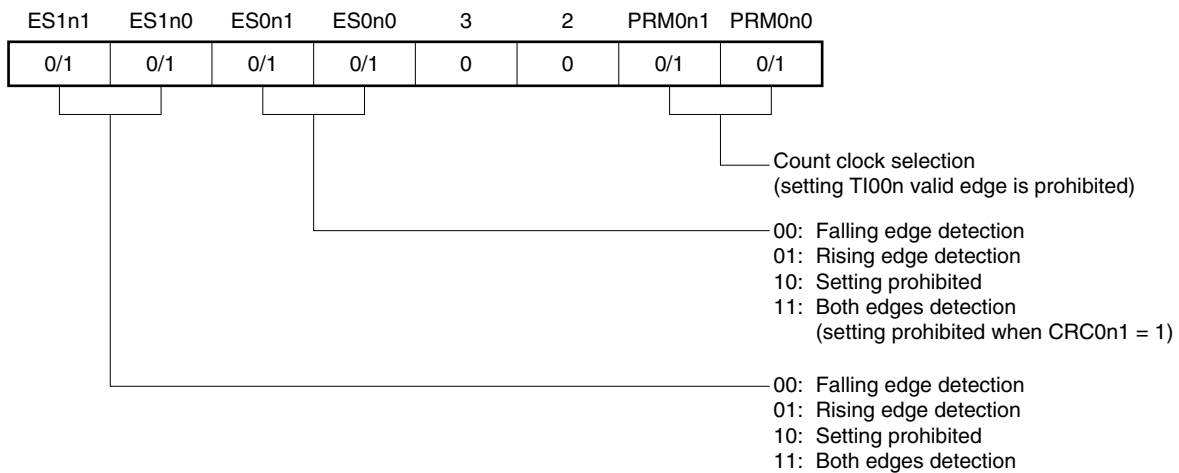 ES1n1 ES1n0 ES0n1 ES0n0 3 2 PRM0n1 PRM0n0
0/1 0/1 0/1 0/1 0 0 0/1 0/1
Count clock selection
(setting TI00n valid edge is prohibited)
00: Falling edge detection
01: Rising edge detection
10: Setting prohibited
11: Both edges detection
(setting prohibited when CRC0n1 = 1)
00: Falling edge detection
01: Rising edge detection
10: Setting prohibited
11: Both edges detection